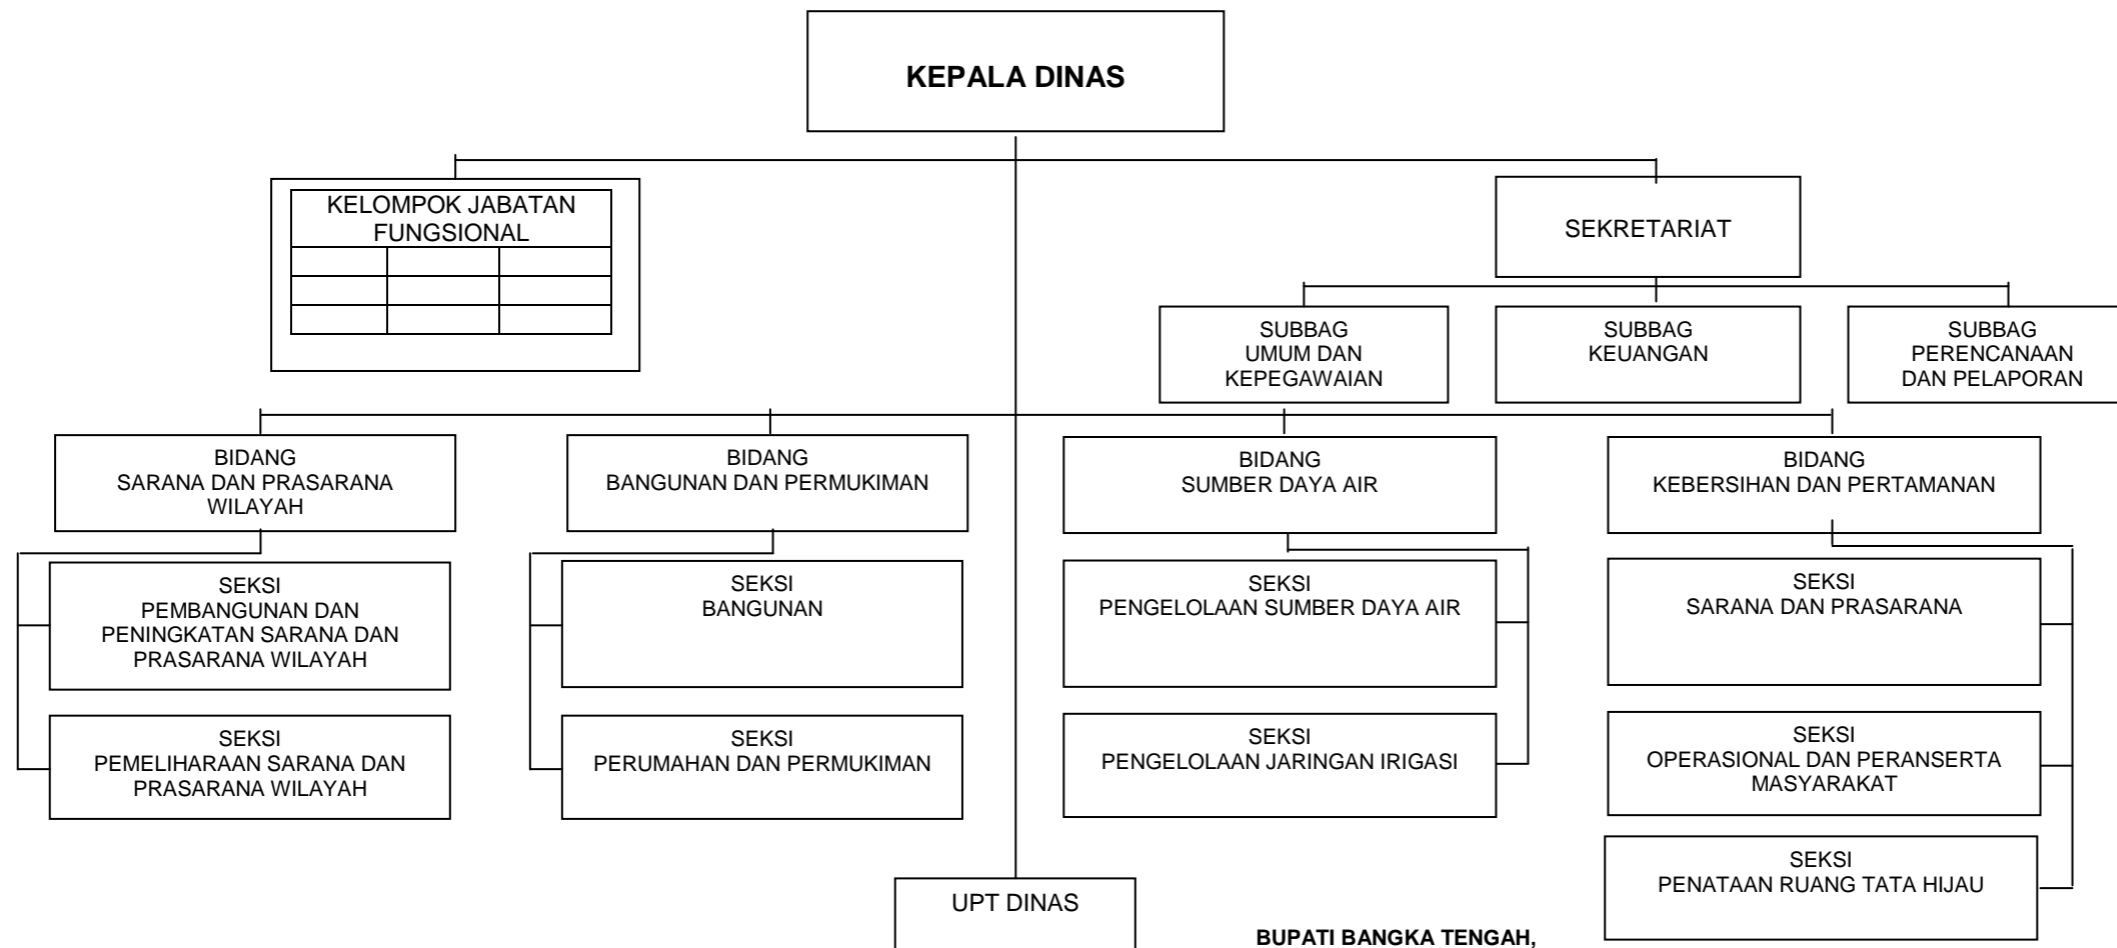 KEPALA DINAS
KELOMPOK JABATAN
FUNGSIONAL
SEKRETARIAT
SUBBAG
UMUM DAN
KEPEGAWAIAN
SUBBAG
KEUANGAN
SUBBAG
PERENCANAAN
DAN PELAPORAN
BIDANG
SARANA DAN PRASARANA
WILAYAH
BIDANG
BANGUNAN DAN PERMUKIMAN
BIDANG
SUMBER DAYA AIR
BIDANG
KEBERSIHAN DAN PERTAMANAN
SEKSI
PEMBANGUNAN DAN
PENINGKATAN SARANA DAN
PRASARANA WILAYAH
SEKSI
BANGUNAN
SEKSI
PENGELOLAAN SUMBER DAYA AIR
SEKSI
SARANA DAN PRASARANA
SEKSI
PEMELIHARAAN SARANA DAN
PRASARANA WILAYAH
SEKSI
PERUMAHAN DAN PERMUKIMAN
SEKSI
PENGELOLAAN JARINGAN IRIGASI
SEKSI
OPERASIONAL DAN PERANSERTA
MASYARAKAT
SEKSI
PENATAAN RUANG TATA HIJAU
UPT DINAS
BUPATI BANGKA TENGAH,